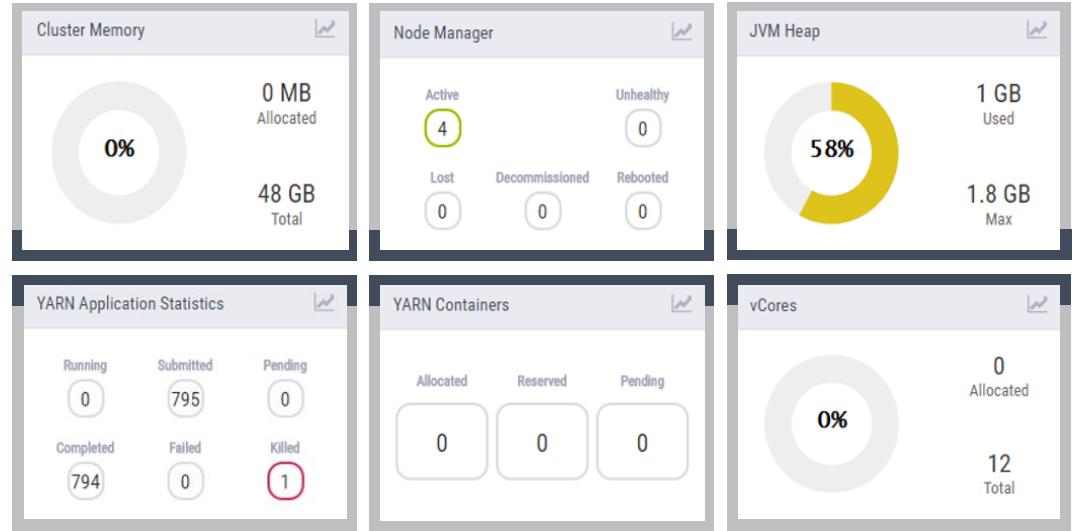 Cluster Memory
0%
0 MB
Allocated
48 GB
Total
Node Manager
Active
4
Unhealthy
0
Lost
0
Decommissioned
0
Rebooted
0
JVM Heap
58%
1 GB
Used
1.8 GB
Max
YARN Application Statistics
Running
0
Submitted
795
Pending
0
Completed
794
Failed
0
Killed
1
YARN Containers
Allocated
0
Reserved
0
Pending
0
vCores
0%
0
Allocated
12
Total